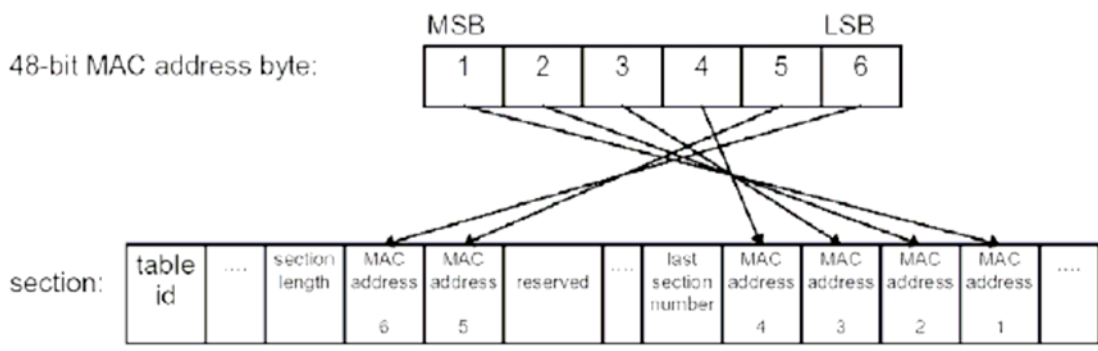 MSB LSB
48-bit MAC address byte: 1 2 3 4 5 6
section:
table
id
....
section
length
MAC
address
6
MAC
address
5
reserved
....
last
section
number
MAC
address
4
MAC
address
3
MAC
address
2
MAC
address
1
....